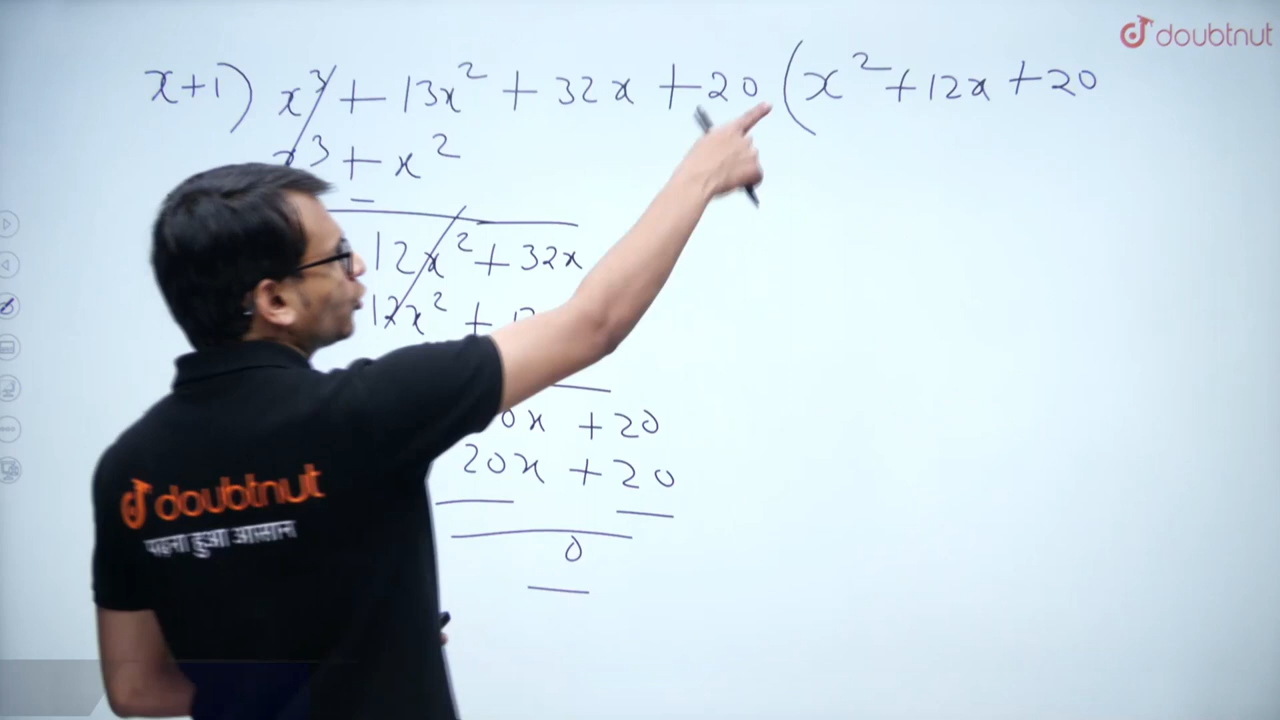 doubtnut
x+1) x³ + 13x² + 32x + 20 (x² + 12x + 20
x³ + x²
−
12x² + 32x
12x² +
x + 20
20x + 20
0
doubtnut
पढ़ना हुआ आसान